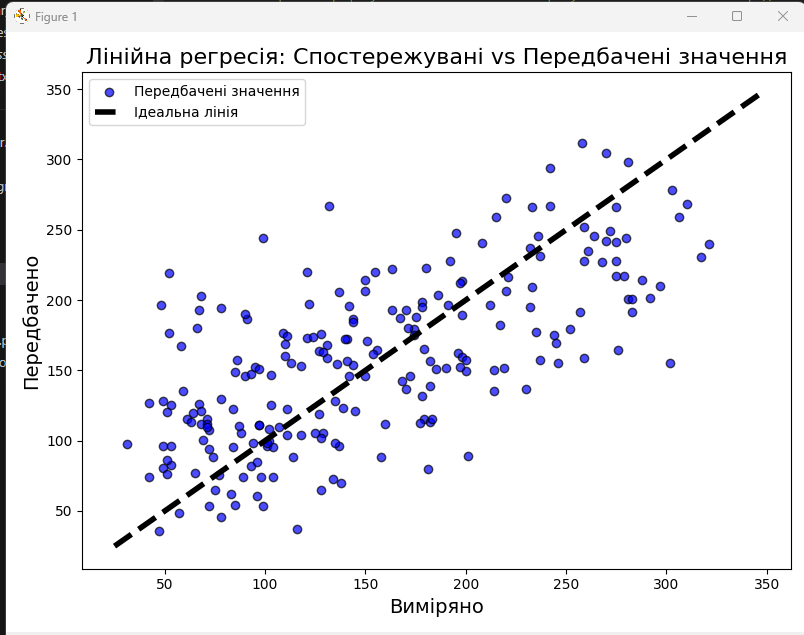 Figure 1
Лінійна регресія: Спостережувані vs Передбачені значення
Передбачені значення
Ідеальна лінія
Передбачено
350
300
250
200
150
100
50
50 100 150 200 250 300 350
Виміряно